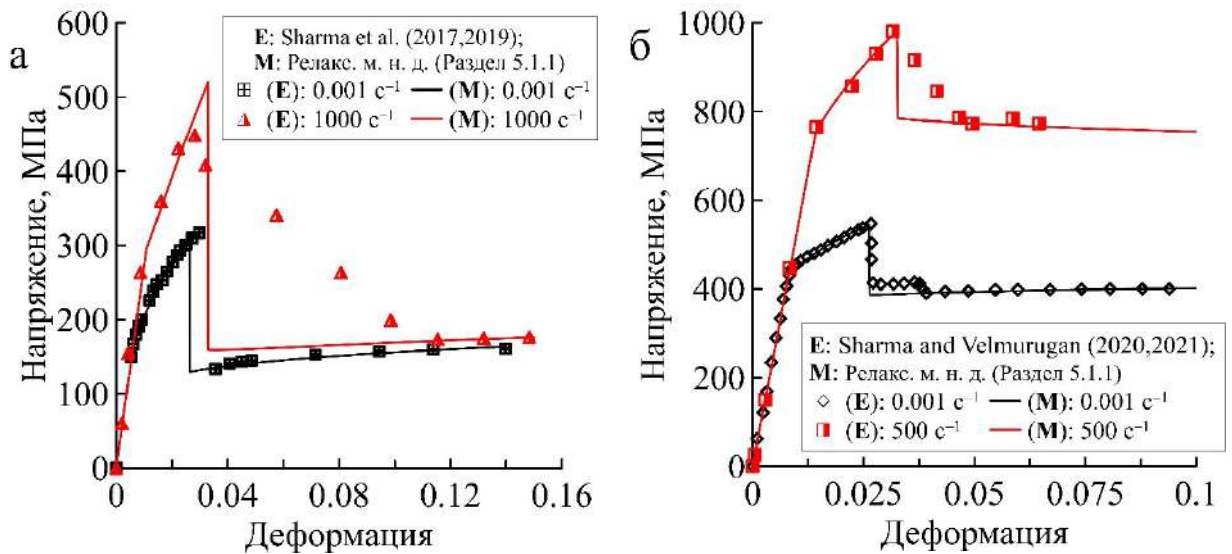 а
E: Sharma et al. (2017,2019);
M: Релакс. м. н. д. (Раздел 5.1.1)
(E): 0.001 с⁻¹ (M): 0.001 с⁻¹
(E): 1000 с⁻¹ (M): 1000 с⁻¹
Напряжение, МПа
600
500
400
300
200
100
0
0 0.04 0.08 0.12 0.16
Деформация
б
E: Sharma and Velmurugan (2020,2021);
M: Релакс. м. н. д. (Раздел 5.1.1)
(E): 0.001 с⁻¹ (M): 0.001 с⁻¹
(E): 500 с⁻¹ (M): 500 с⁻¹
Напряжение, МПа
1000
800
600
400
200
0
0 0.025 0.05 0.075 0.1
Деформация